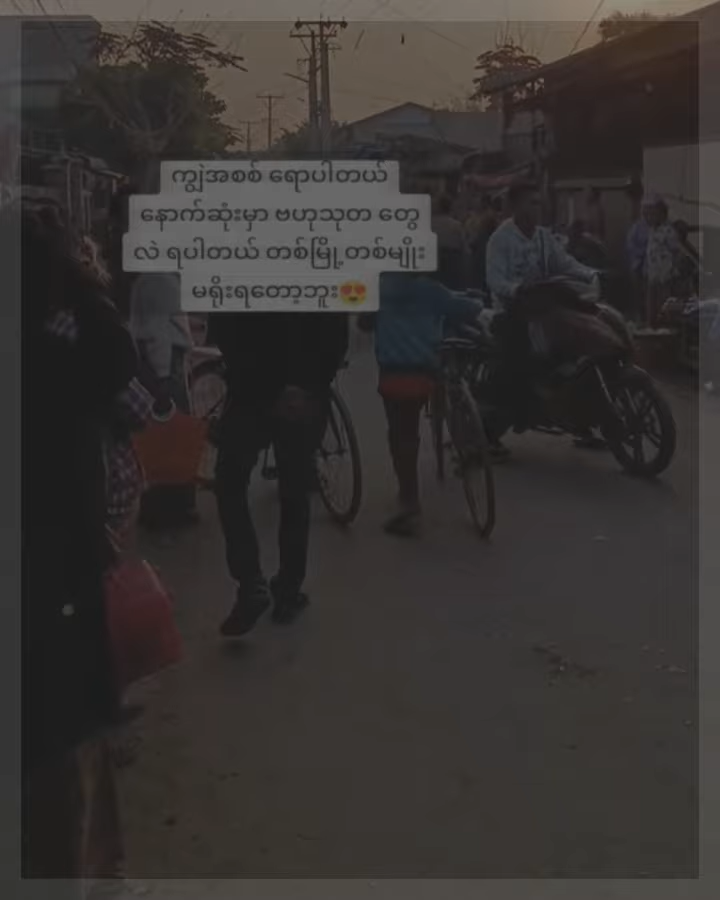 ကျွဲအစစ် ရောပါတယ်
နောက်ဆုံးမှာ ဗဟုသုတ တွေ
လဲ ရပါတယ် တစ်မြို့တစ်မျိုး
မရိုးရတော့ဘူး😍